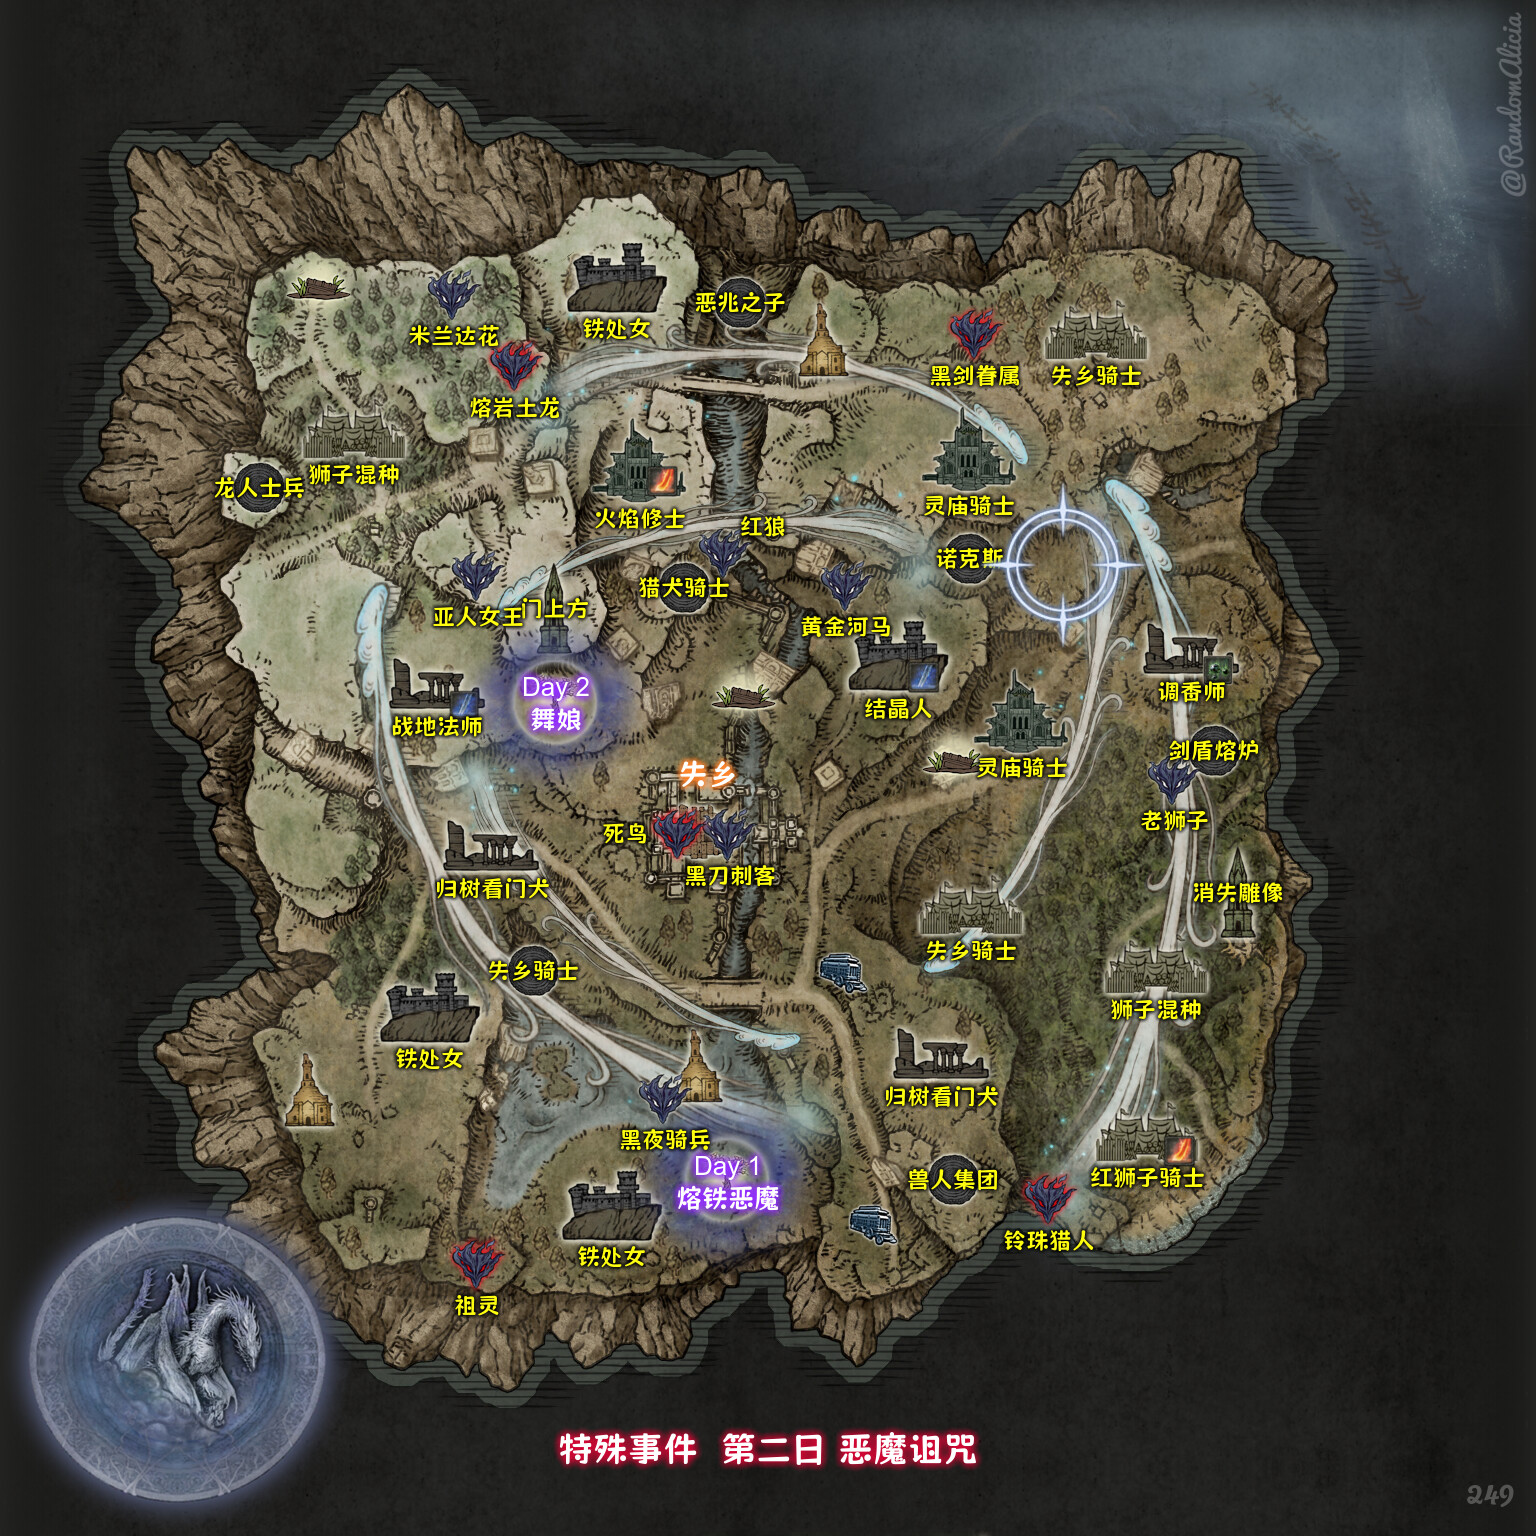 @RandomAlicia
恶兆之子
铁处女
米兰达花
黑剑眷属
失乡骑士
熔岩土龙
狮子混种
龙人士兵
火焰修士
灵庙骑士
红狼
诺克斯
猎犬骑士
亚人女王
门上方
黄金河马
Day 2
舞娘
战地法师
结晶人
调香师
剑盾熔炉
灵庙骑士
失乡
老狮子
死鸟
黑刀刺客
归树看门犬
消失雕像
失乡骑士
失乡骑士
狮子混种
铁处女
归树看门犬
黑夜骑兵
Day 1
熔铁恶魔
兽人集团
红狮子骑士
铃珠猎人
铁处女
祖灵
特殊事件 第二日 恶魔诅咒
249